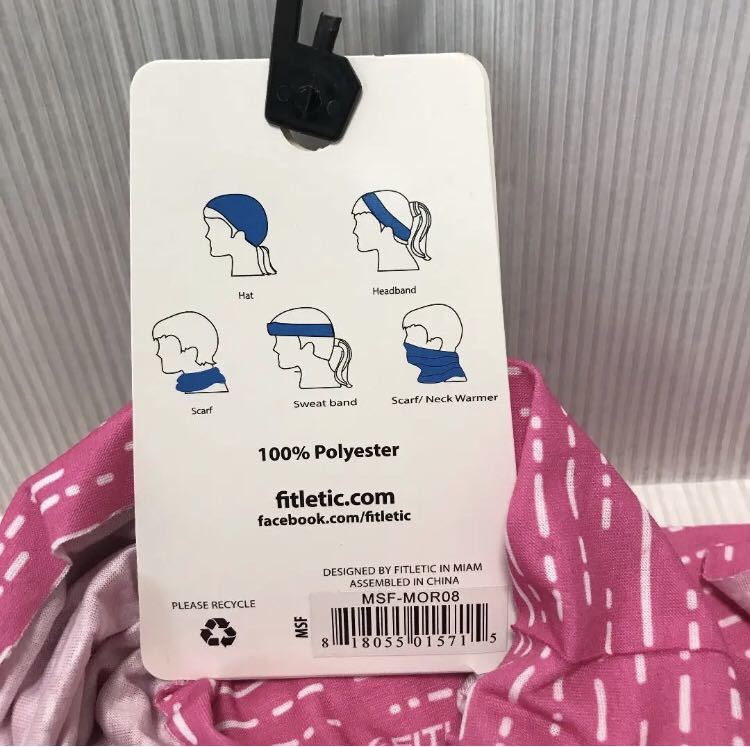 Hat
Headband
Scarf
Sweat band
Scarf/ Neck Warmer
100% Polyester
fitletic.com
facebook.com/fitletic
DESIGNED BY FITLETIC IN MIAM
ASSEMBLED IN CHINA
PLEASE RECYCLE
MSF
MSF-MOR08
8 18055 01571 5
FITL